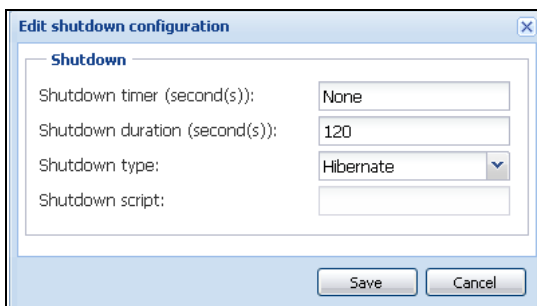 Edit shutdown configuration
Shutdown
Shutdown timer (second(s)): None
Shutdown duration (second(s)): 120
Shutdown type: Hibernate
Shutdown script:
Save Cancel